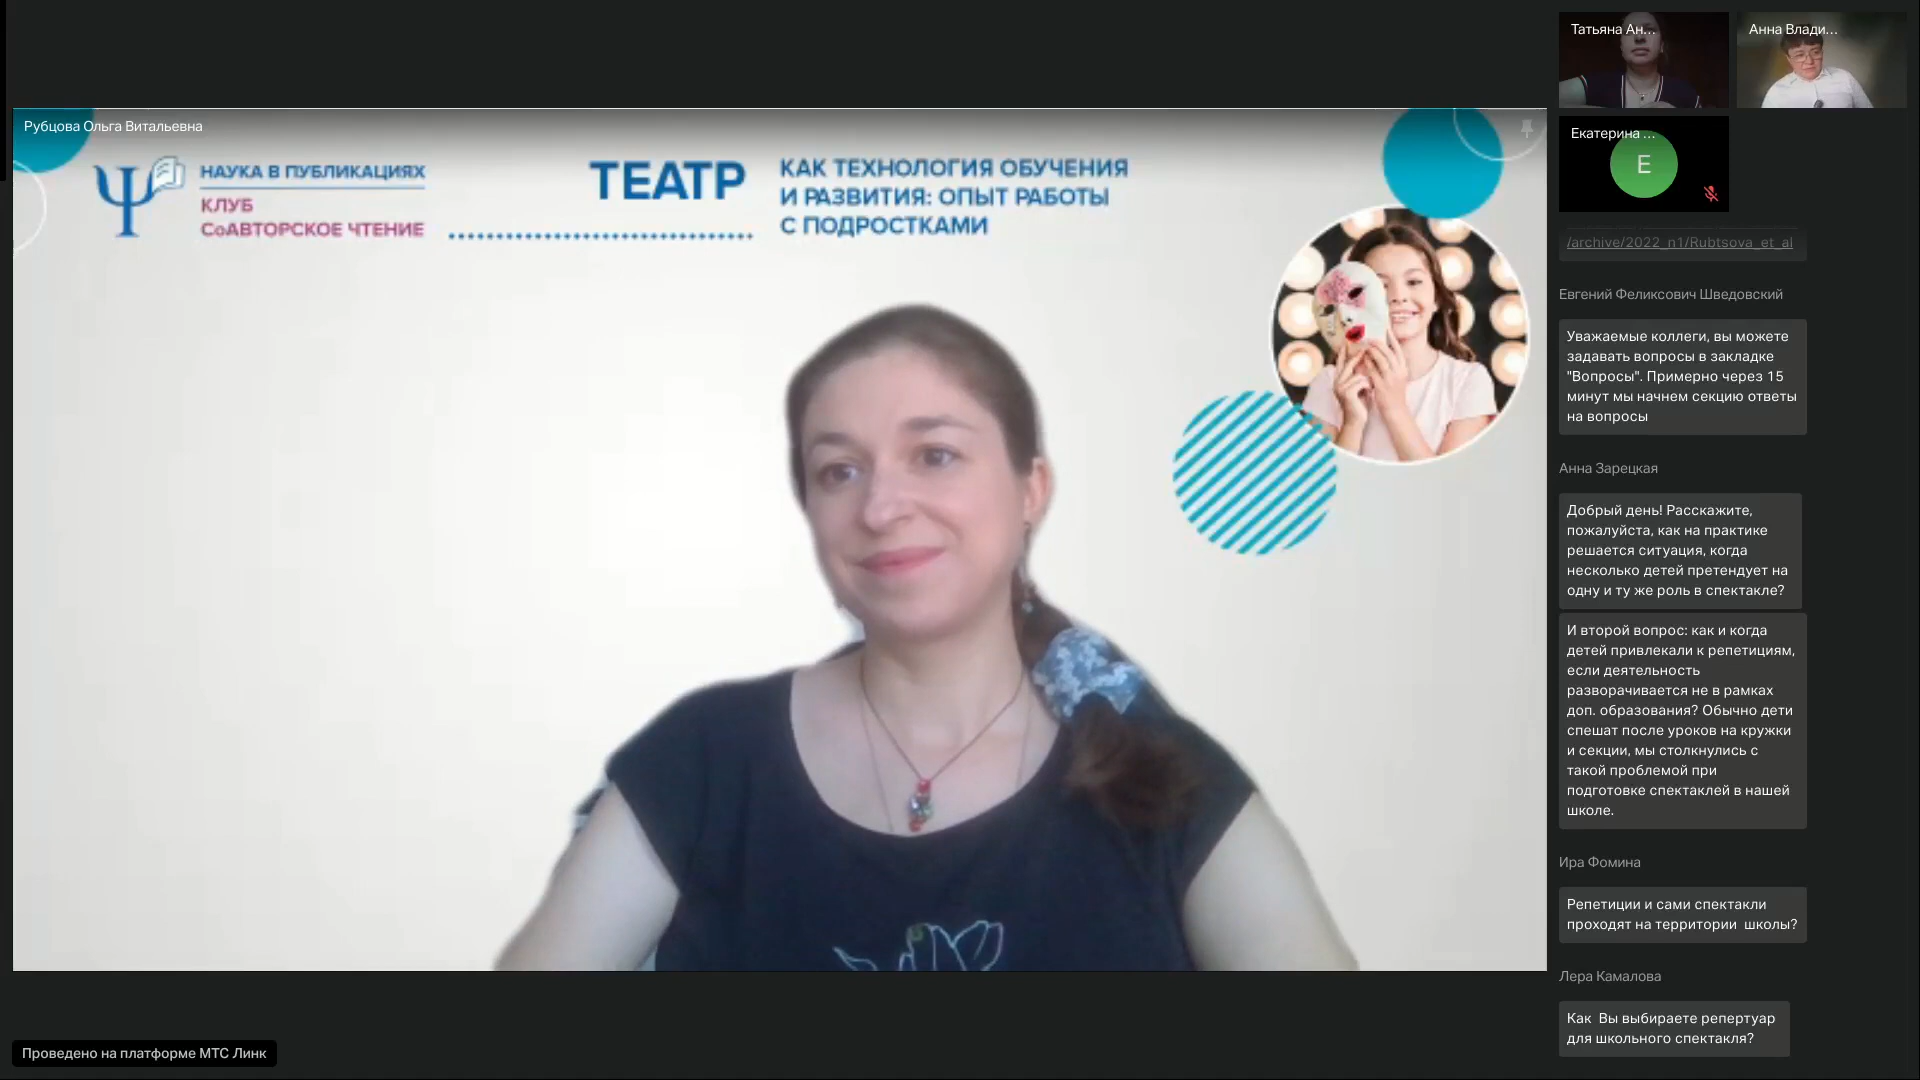 Рубцова Ольга Витальевна
НАУКА В ПУБЛИКАЦИЯХ
КЛУБ
СоАВТОРСКОЕ ЧТЕНИЕ
ТЕАТР
КАК ТЕХНОЛОГИЯ ОБУЧЕНИЯ
И РАЗВИТИЯ: ОПЫТ РАБОТЫ
С ПОДРОСТКАМИ
Татьяна Ан...
Анна Влади...
Екатерина ...
E
/archive/2022_n1/Rubtsova_et_al
Евгений Феликсович Шведовский
Уважаемые коллеги, вы можете
задавать вопросы в закладке
"Вопросы". Примерно через 15
минут мы начнем секцию ответы
на вопросы
Анна Зарецкая
Добрый день! Расскажите,
пожалуйста, как на практике
решается ситуация, когда
несколько детей претендует на
одну и ту же роль в спектакле?
И второй вопрос: как и когда
детей привлекали к репетициям,
если деятельность
разворачивается не в рамках
доп. образования? Обычно дети
спешат после уроков на кружки
и секции, мы столкнулись с
такой проблемой при
подготовке спектаклей в нашей
школе.
Ира Фомина
Репетиции и сами спектакли
проходят на территории  школы?
Лера Камалова
Как  Вы выбираете репертуар
для школьного спектакля?
Проведено на платформе МТС Линк